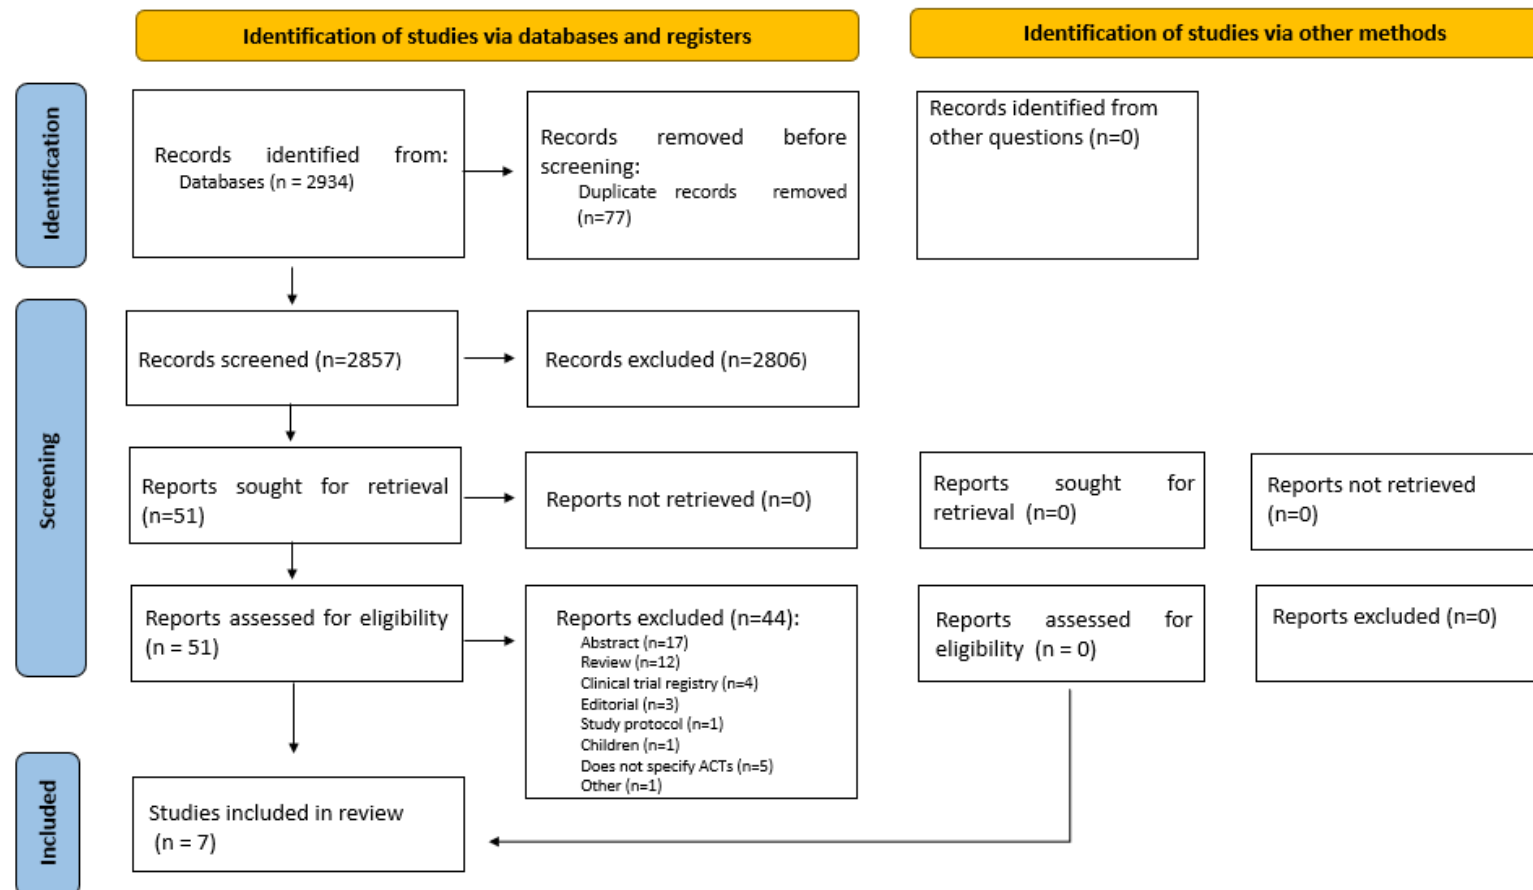 Identification of studies via databases and registers
Identification of studies via other methods
Identification
Records identified from:
Databases (n = 2934)
Records removed before
screening:
Duplicate records removed
(n=77)
Records identified from
other questions (n=0)
Screening
Records screened (n=2857)
Records excluded (n=2806)
Reports sought for retrieval
(n=51)
Reports not retrieved (n=0)
Reports sought for
retrieval (n=0)
Reports not retrieved
(n=0)
Reports assessed for eligibility
(n = 51)
Reports excluded (n=44):
Abstract (n=17)
Review (n=12)
Clinical trial registry (n=4)
Editorial (n=3)
Study protocol (n=1)
Children (n=1)
Does not specify ACTs (n=5)
Other (n=1)
Reports assessed for
eligibility (n = 0)
Reports excluded (n=0)
Included
Studies included in review
(n = 7)